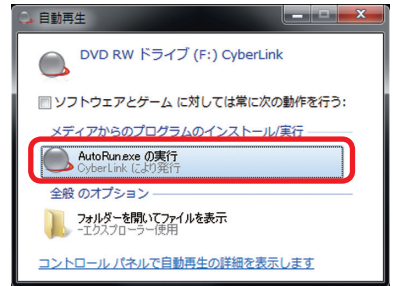 自動再生
DVD RW ドライブ (F:) CyberLink
ソフトウェアとゲーム に対しては常に次の動作を行う:
メディアからのプログラムのインストール/実行
AutoRun.exe の実行
CyberLink により発行
全般 のオプション
フォルダーを開いてファイルを表示
-エクスプローラー使用
コントロール パネルで自動再生の詳細を表示します